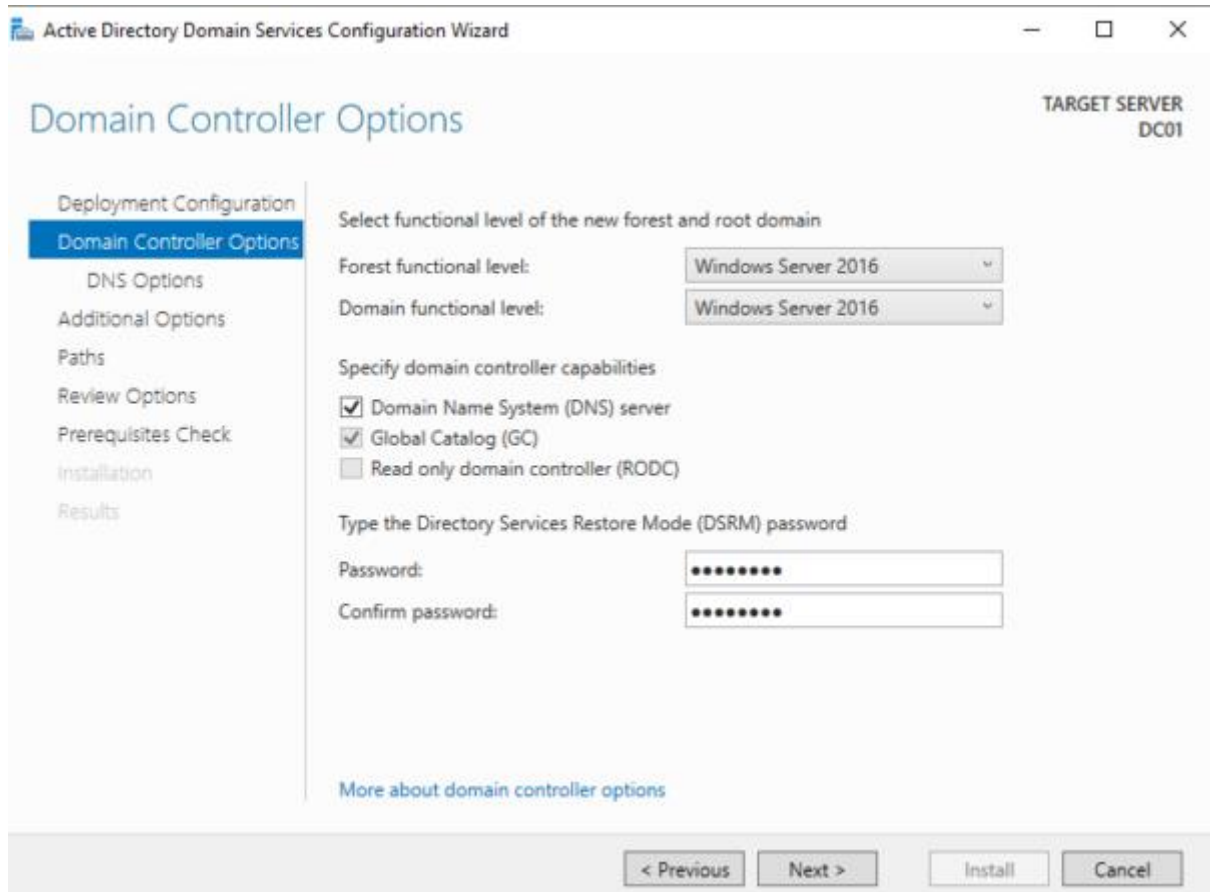 Active Directory Domain Services Configuration Wizard
Domain Controller Options
TARGET SERVER
DC01
Deployment Configuration
Domain Controller Options
DNS Options
Additional Options
Paths
Review Options
Prerequisites Check
Installation
Results
Select functional level of the new forest and root domain
Forest functional level: Windows Server 2016
Domain functional level: Windows Server 2016
Specify domain controller capabilities
Domain Name System (DNS) server
Global Catalog (GC)
Read only domain controller (RODC)
Type the Directory Services Restore Mode (DSRM) password
Password: ••••••••
Confirm password: ••••••••
More about domain controller options
< Previous Next > Install Cancel